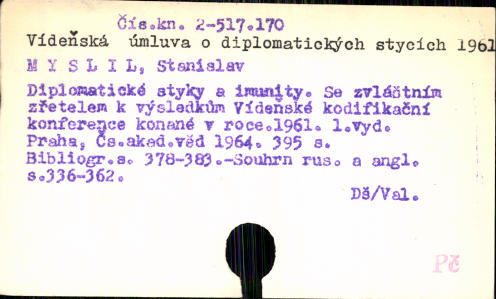 Čís.kn. 2-517.170
Vídeňská úmluva o diplomatických stycích 1961
M Y S L I L, Stanislav
Diplomatické styky a imunity. Se zvláštním
zřetelem k výsledkům Vídeňské kodifikační
konference konané v roce.1961. 1.vyd.
Praha, Čs.akad.věd 1964. 395 s.
Bibliogr.s. 378-383.-Souhrn rus. a angl.
s.336-362.
Dš/Val.
Pč